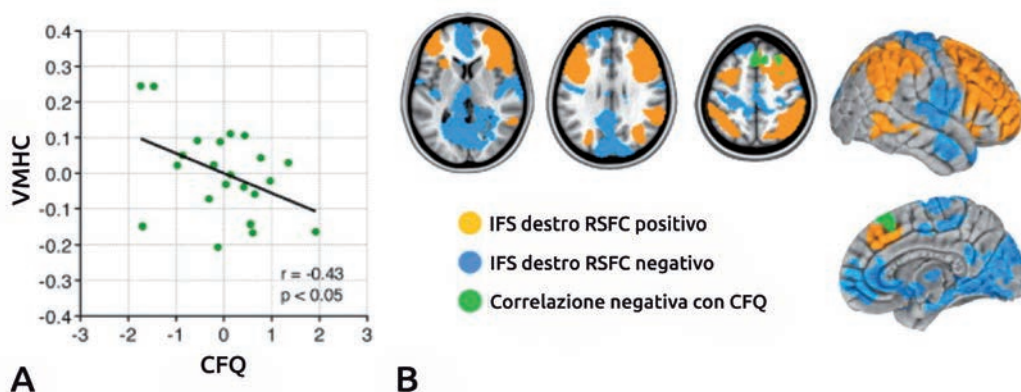 0.4
0.3
0.2
0.1
0.0
-0.1
-0.2
-0.3
-0.4
VMHC
r = -0.43
p < 0.05
-3 -2 -1 0 1 2 3
CFQ
A
IFS destro RSFC positivo
IFS destro RSFC negativo
Correlazione negativa con CFQ
B